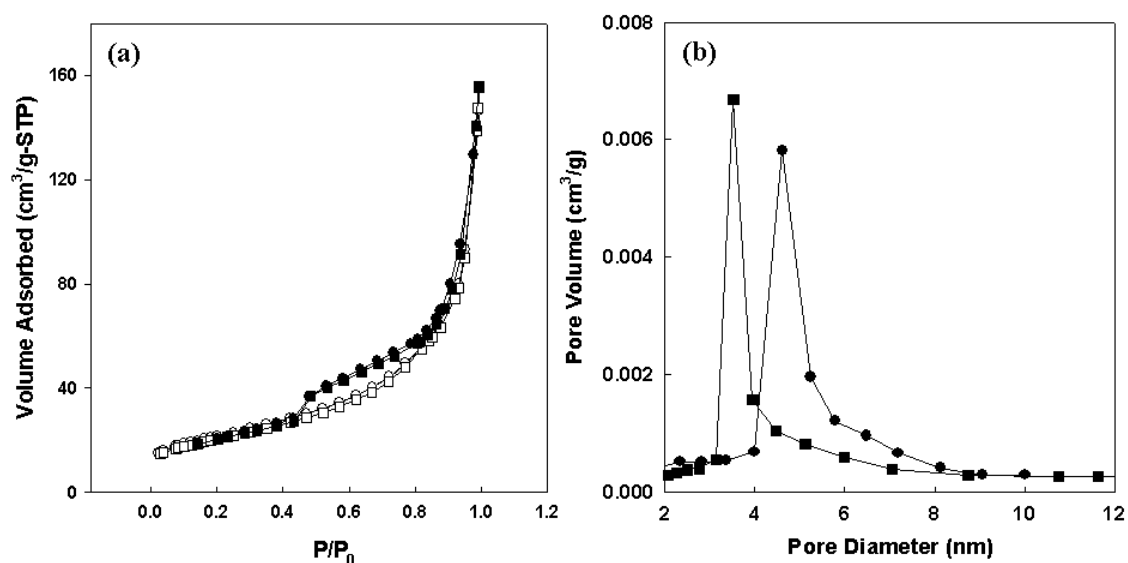 (a)
Volume Adsorbed (cm³/g-STP)
160
120
80
40
0
0.0 0.2 0.4 0.6 0.8 1.0 1.2
P/P₀
(b)
Pore Volume (cm³/g)
0.008
0.006
0.004
0.002
0.000
2 4 6 8 10 12
Pore Diameter (nm)